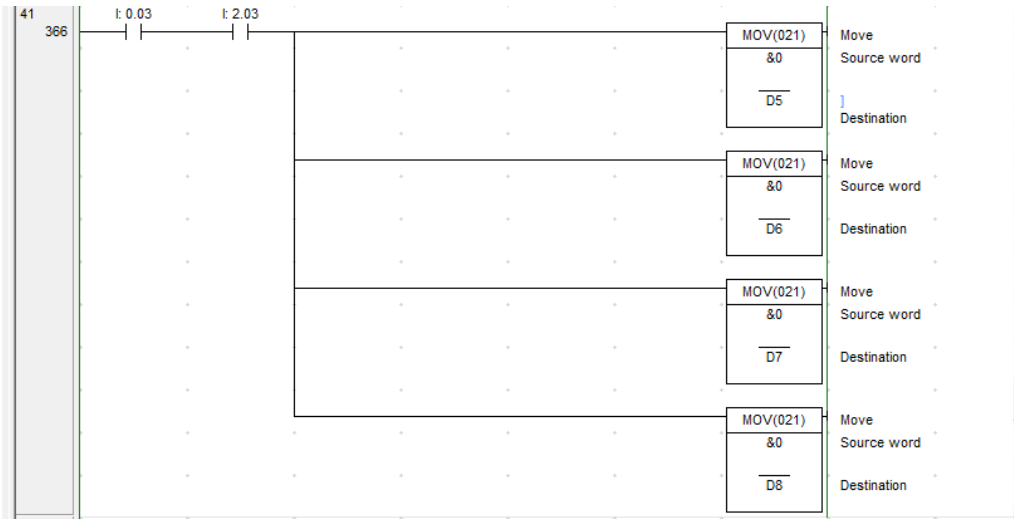 41
366
I: 0.03
I: 2.03
MOV(021)
Move
&0
Source word
D5
]
Destination
MOV(021)
Move
&0
Source word
D6
Destination
MOV(021)
Move
&0
Source word
D7
Destination
MOV(021)
Move
&0
Source word
D8
Destination